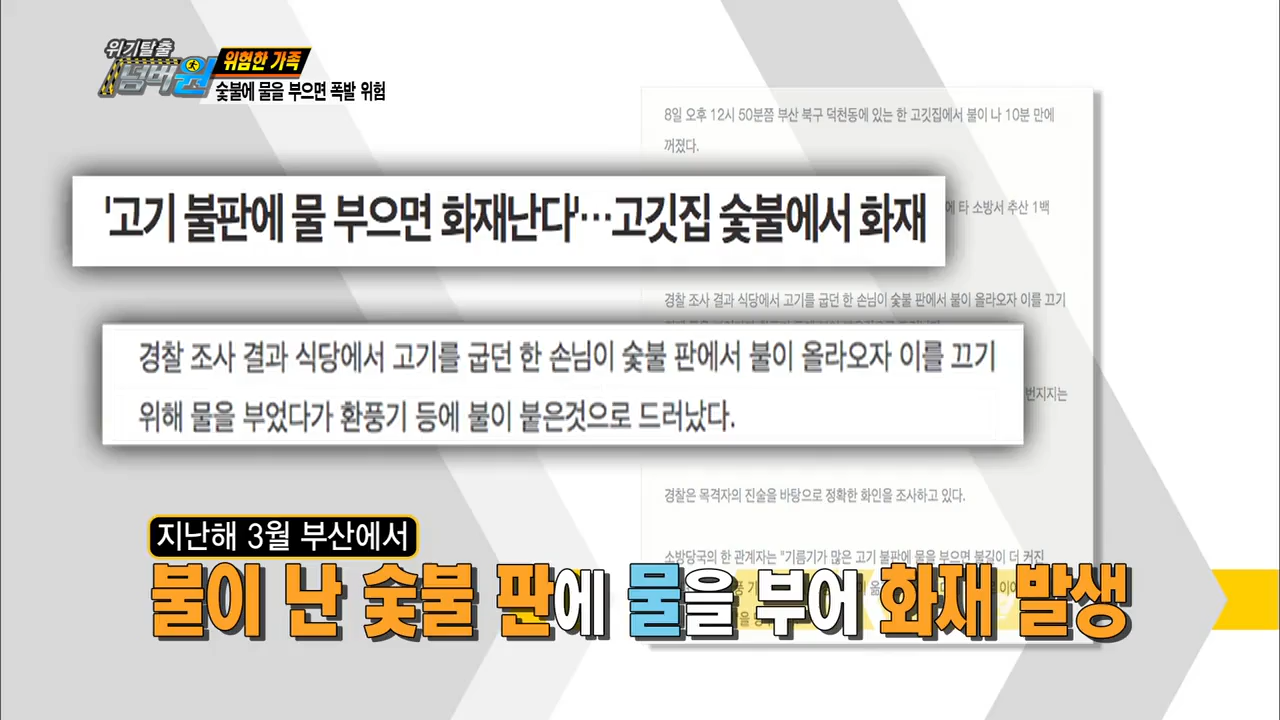 위기탈출
넘버원
위험한 가족
숯불에 물을 부으면 폭발 위험
8일 오후 12시 50분쯤 부산 북구 덕천동에 있는 한 고깃집에서 불이 나 10분 만에
꺼졌다.
'고기 불판에 물 부으면 화재난다'…고깃집 숯불에서 화재
에 타 소방서 추산 1백
경찰 조사 결과 식당에서 고기를 굽던 한 손님이 숯불 판에서 불이 올라오자 이를 끄기
경찰 조사 결과 식당에서 고기를 굽던 한 손님이 숯불 판에서 불이 올라오자 이를 끄기
위해 물을 부었다가 환풍기 등에 불이 붙은것으로 드러났다.
번지지는
경찰은 목격자의 진술을 바탕으로 정확한 화인을 조사하고 있다.
소방당국의 한 관계자는 "기름기가 많은 고기 불판에 물을 부으면 불길이 더 커진
지난해 3월 부산에서
불이 난 숯불 판에 물을 부어 화재 발생